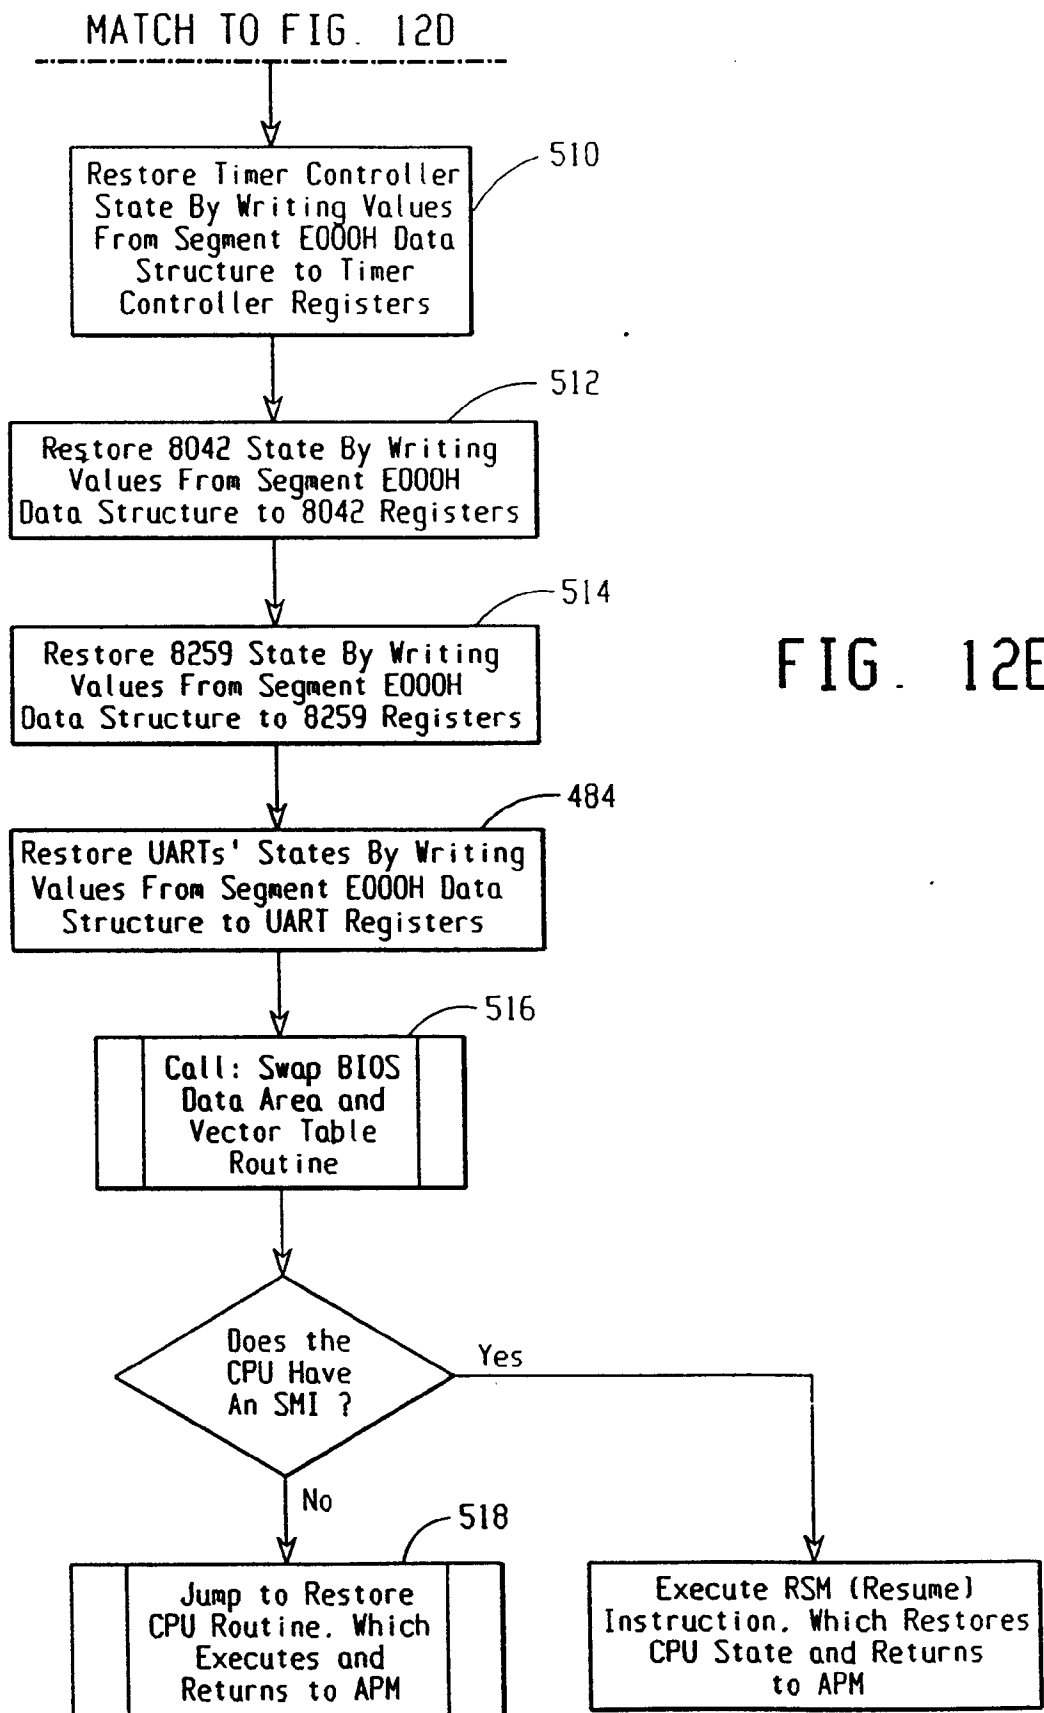 MATCH TO FIG. 12D
510
Restore Timer Controller
State By Writing Values
From Segment E000H Data
Structure to Timer
Controller Registers
512
Restore 8042 State By Writing
Values From Segment E000H
Data Structure to 8042 Registers
514
Restore 8259 State By Writing
Values From Segment E000H
Data Structure to 8259 Registers
FIG. 12E
484
Restore UARTs' States By Writing
Values From Segment E000H Data
Structure to UART Registers
516
Call: Swap BIOS
Data Area and
Vector Table
Routine
Does the
CPU Have
An SMI ?
Yes
No
518
Jump to Restore
CPU Routine. Which
Executes and
Returns to APM
Execute RSM (Resume)
Instruction. Which Restores
CPU State and Returns
to APM